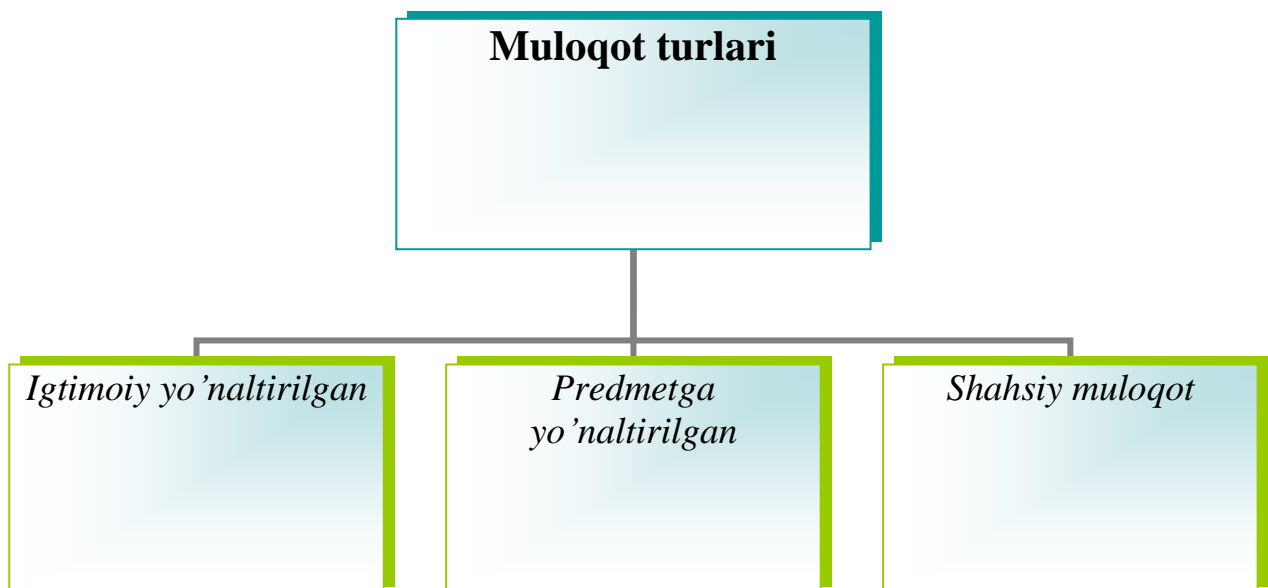 Muloqot turlari
Igtimoiy yo’naltirilgan
Predmetga
yo’naltirilgan
Shahsiy muloqot